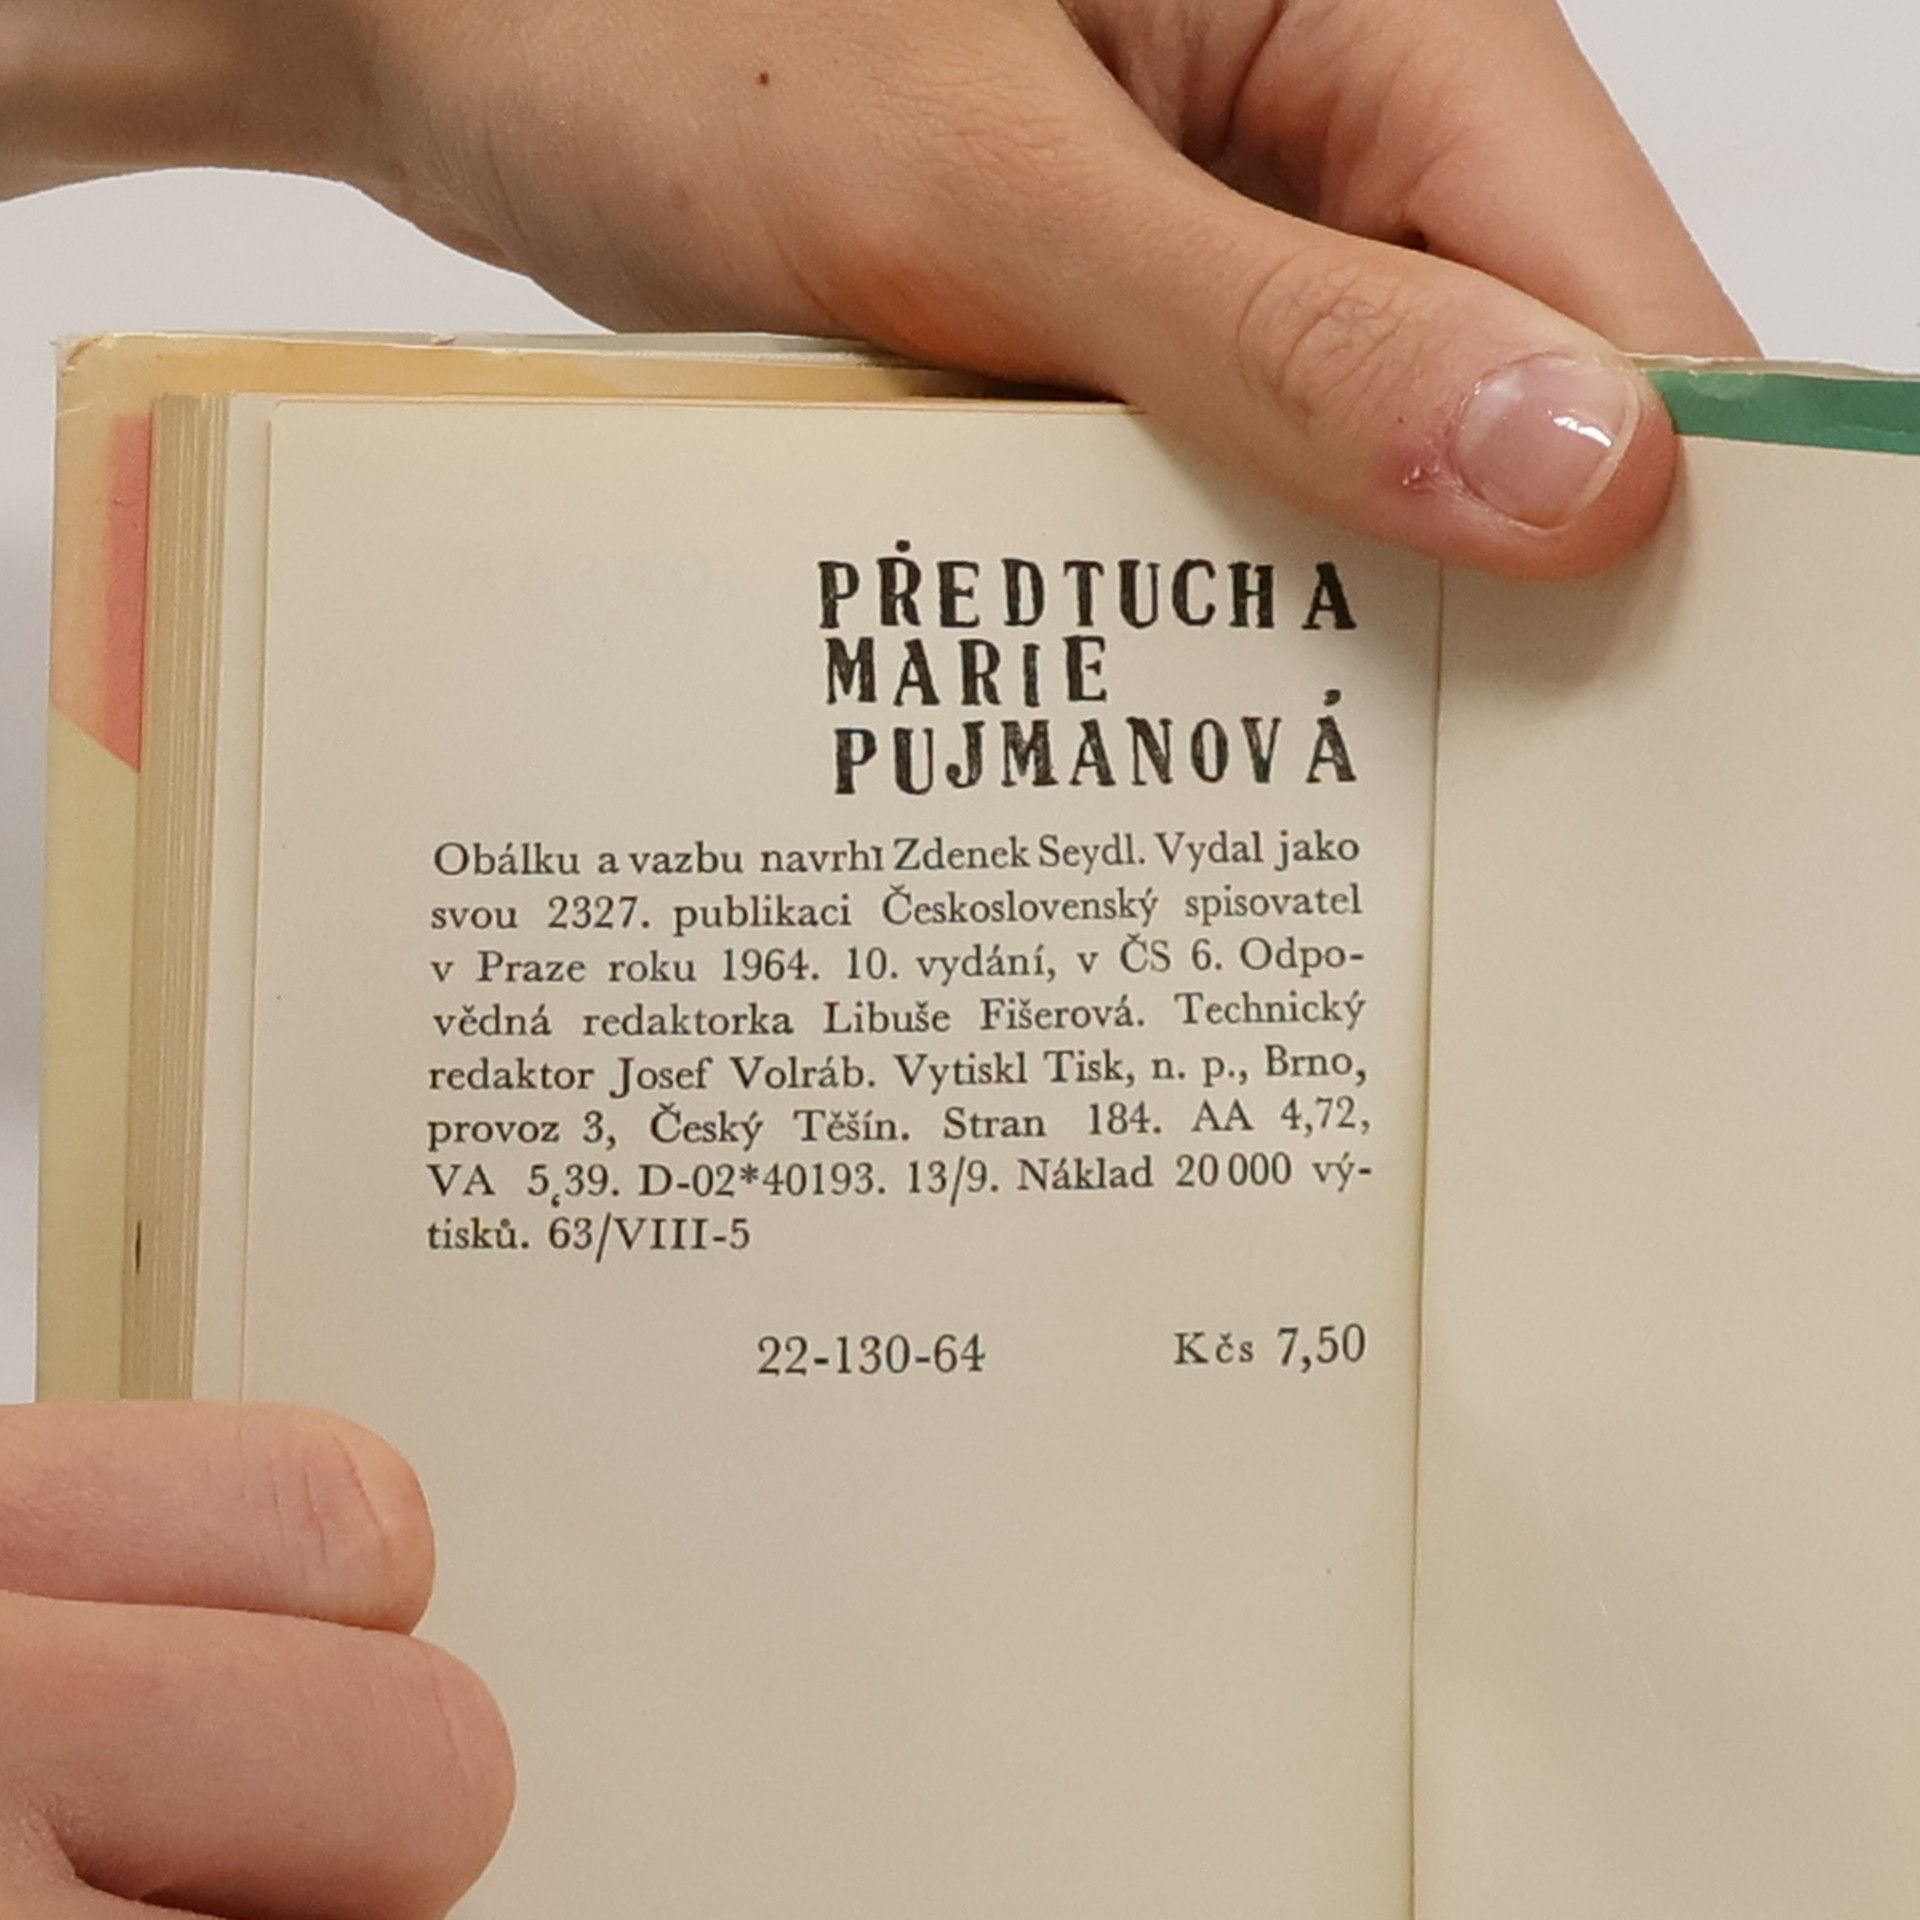 PŘEDTUCHA
MARIE
PUJMANOVÁ
Obálku a vazbu navrhl Zdenek Seydl. Vydal jako
svou 2327. publikaci Československý spisovatel
v Praze roku 1964. 10. vydání, v ČS 6. Odpo-
vědná redaktorka Libuše Fišerová. Technický
redaktor Josef Volráb. Vytiskl Tisk, n. p., Brno,
provoz 3, Český Těšín. Stran 184. AA 4,72,
VA 5,39. D-02*40193. 13/9. Náklad 20 000 vý-
tisků. 63/VIII-5
22-130-64 Kčs 7,50